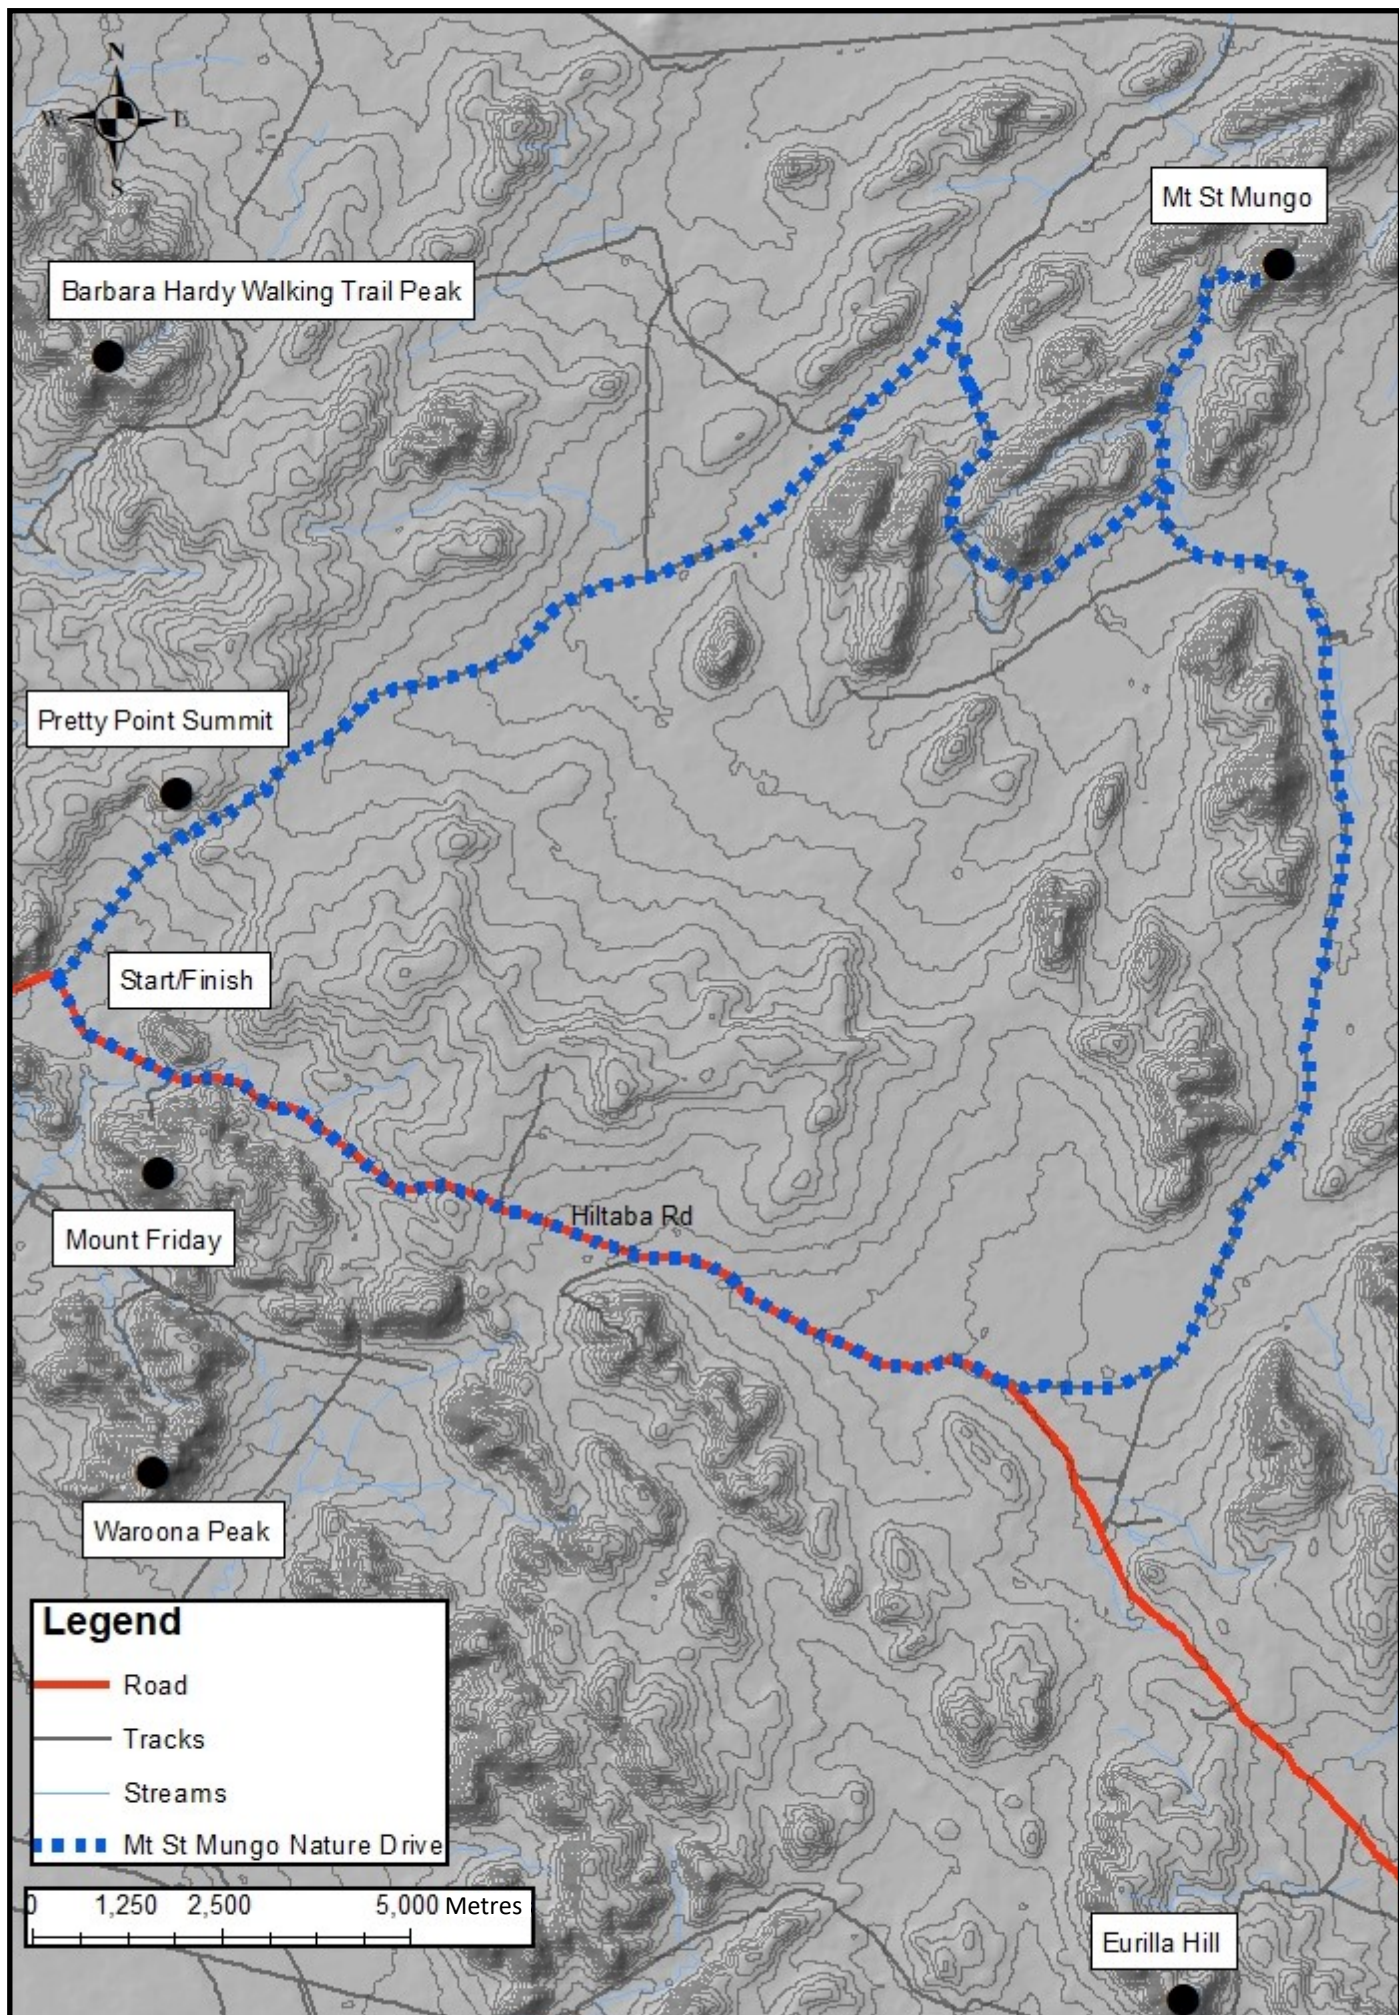 N
W E
S
Mt St Mungo
Barbara Hardy Walking Trail Peak
Pretty Point Summit
Start/Finish
Hiltaba Rd
Mount Friday
Waroona Peak
Legend
Road
Tracks
Streams
Mt St Mungo Nature Drive
0 1,250 2,500 5,000 Metres
Eurilla Hill